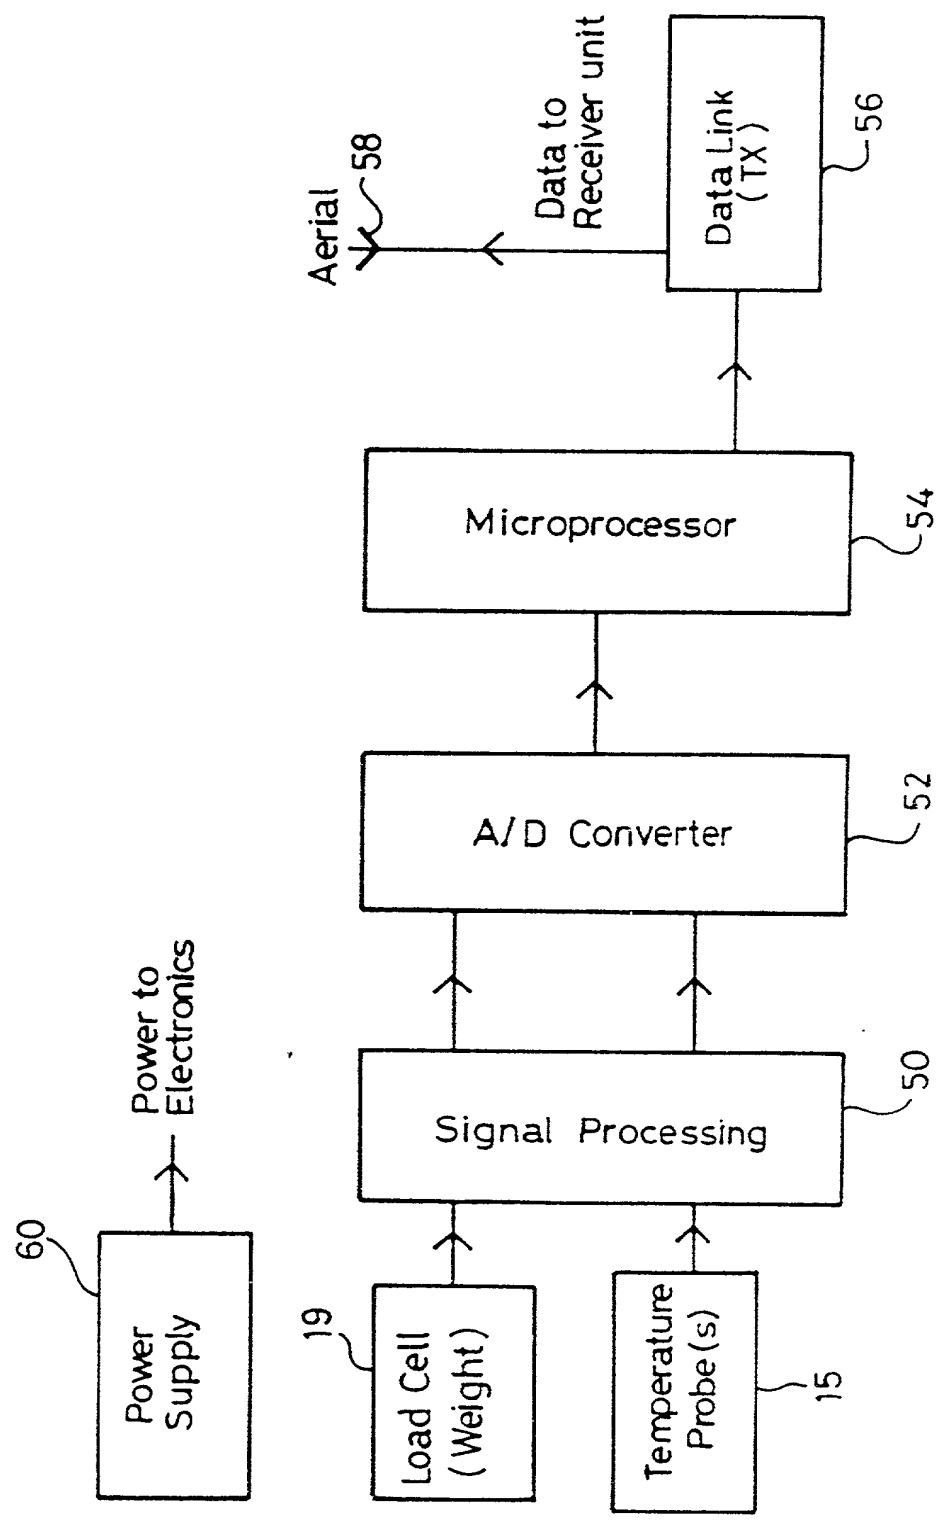 60
Power
Supply
Power to
Electronics
19
Load Cell
(Weight)
Temperature
Probe(s)
15
Signal Processing
50
A/D Converter
52
Microprocessor
54
Data Link
(TX)
56
Data to
Receiver unit
Aerial
58